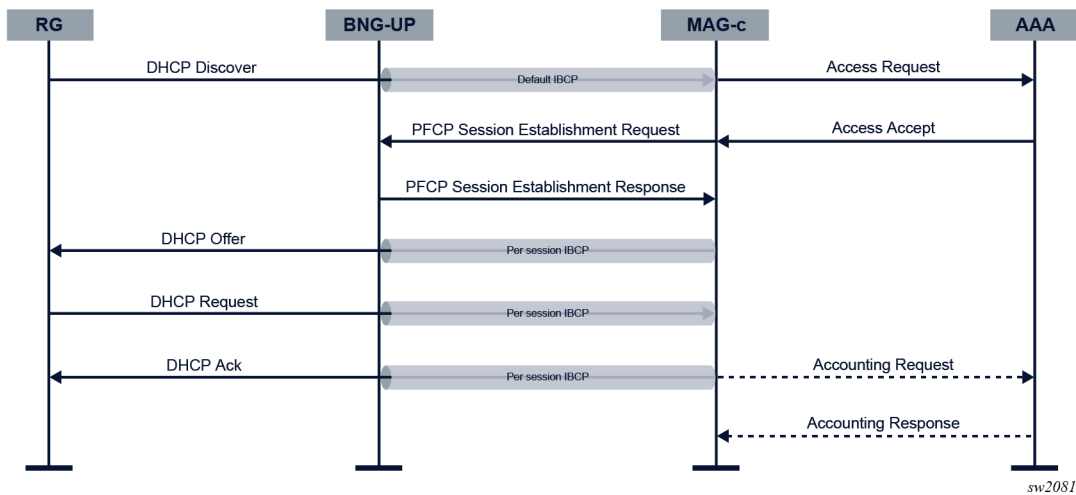 RG
BNG-UP
MAG-c
AAA
DHCP Discover
Default IBCP
Access Request
PFCP Session Establishment Request
Access Accept
PFCP Session Establishment Response
DHCP Offer
Per session IBCP
DHCP Request
Per session IBCP
DHCP Ack
Per session IBCP
Accounting Request
Accounting Response
sw2081